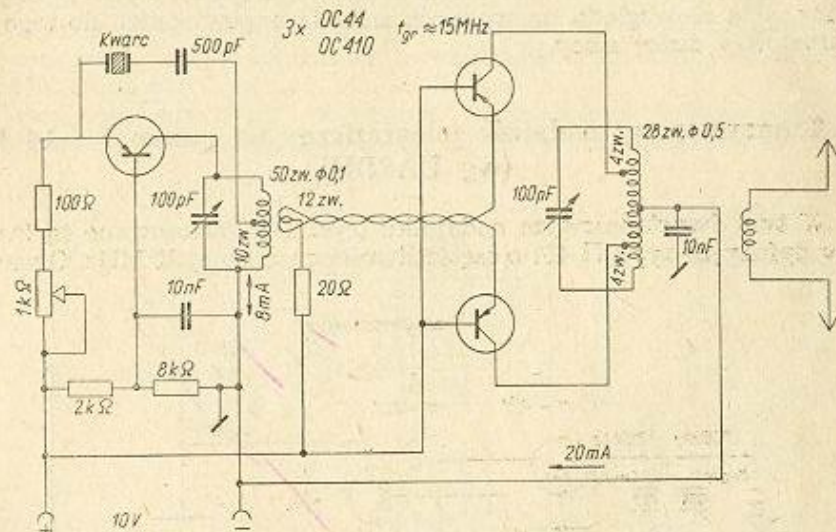 Kwarc
500pF
3x OC44
OC410
fgr ≈ 15MHz
100Ω
1kΩ
2kΩ
8kΩ
10nF
100pF
10zw
50zw. Φ0,1
12zw.
8mA
20Ω
100pF
4zw.
4zw.
28zw. Φ0,5
10nF
20mA
10V